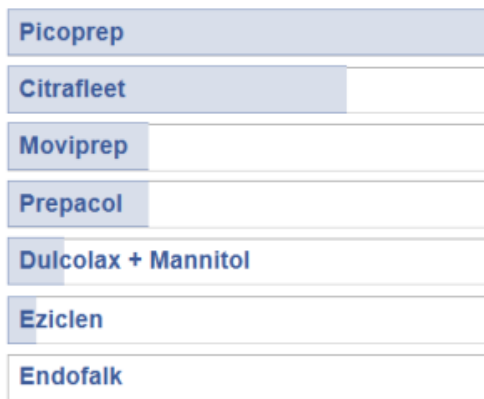 Picoprep
Citrafleet
Moviprep
Prepacol
Dulcolax + Mannitol
Eziclen
Endofalk